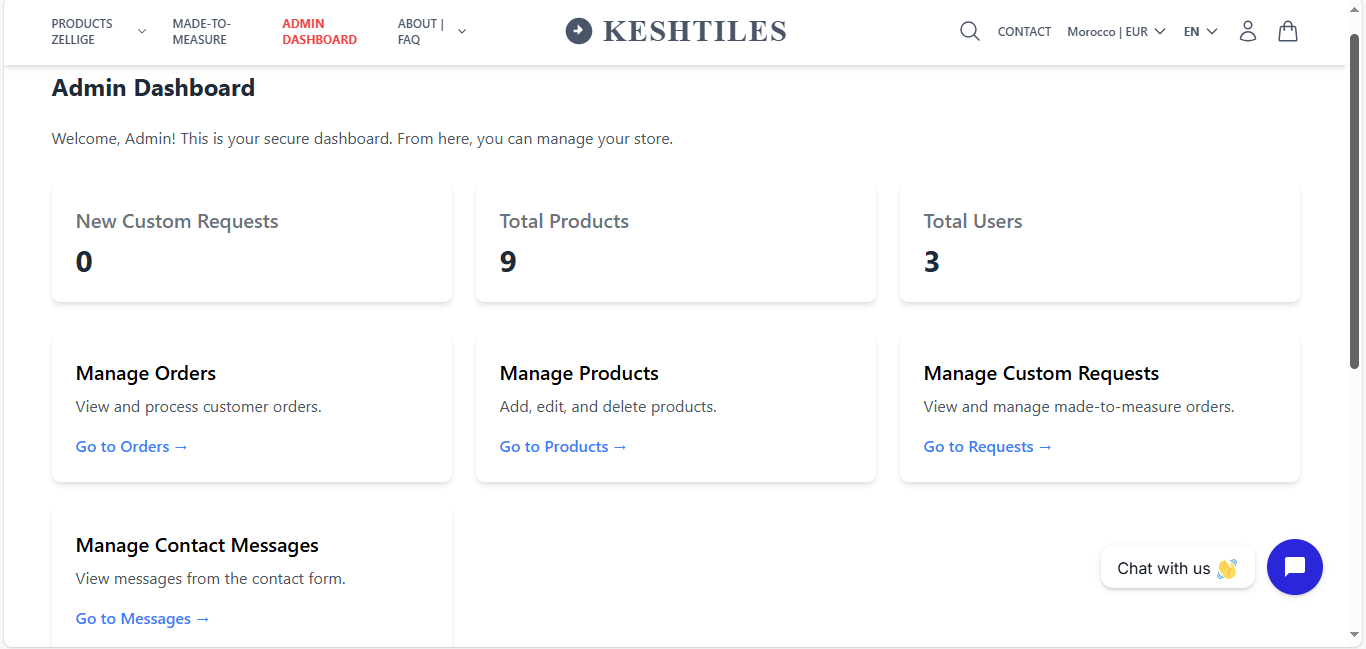 PRODUCTS
ZELLIGE
MADE-TO-
MEASURE
ADMIN
DASHBOARD
ABOUT |
FAQ
KESHTILES
CONTACT
Morocco | EUR
EN
Admin Dashboard
Welcome, Admin! This is your secure dashboard. From here, you can manage your store.
New Custom Requests
0
Total Products
9
Total Users
3
Manage Orders
View and process customer orders.
Go to Orders →
Manage Products
Add, edit, and delete products.
Go to Products →
Manage Custom Requests
View and manage made-to-measure orders.
Go to Requests →
Manage Contact Messages
View messages from the contact form.
Go to Messages →
Chat with us 👋